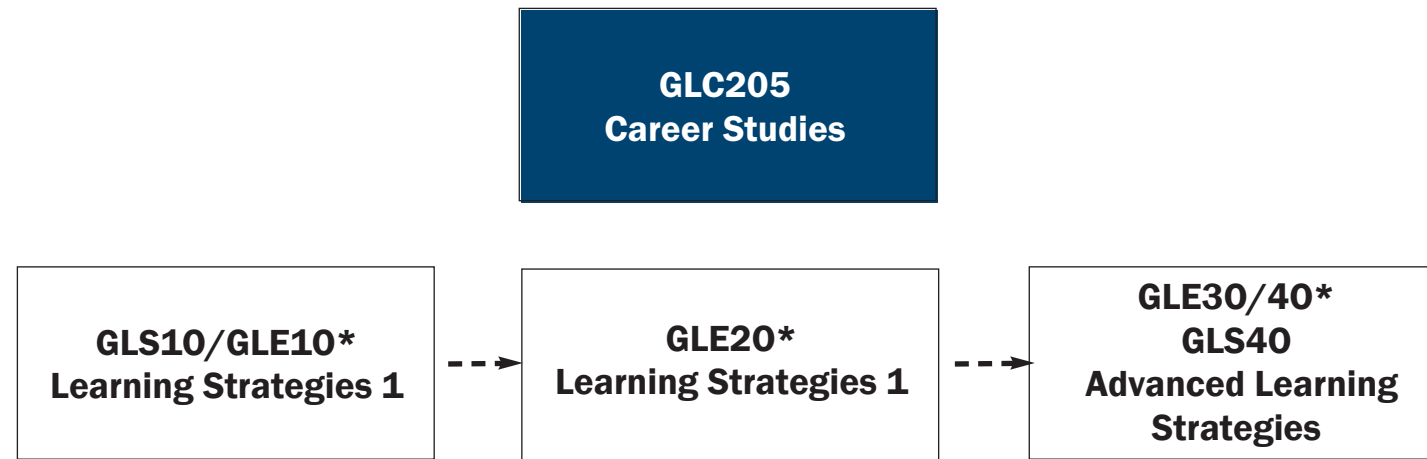 GLC2O5
Career Studies
GLS1O/GLE1O*
Learning Strategies 1
GLE2O*
Learning Strategies 1
GLE3O/4O*
GLS4O
Advanced Learning
Strategies